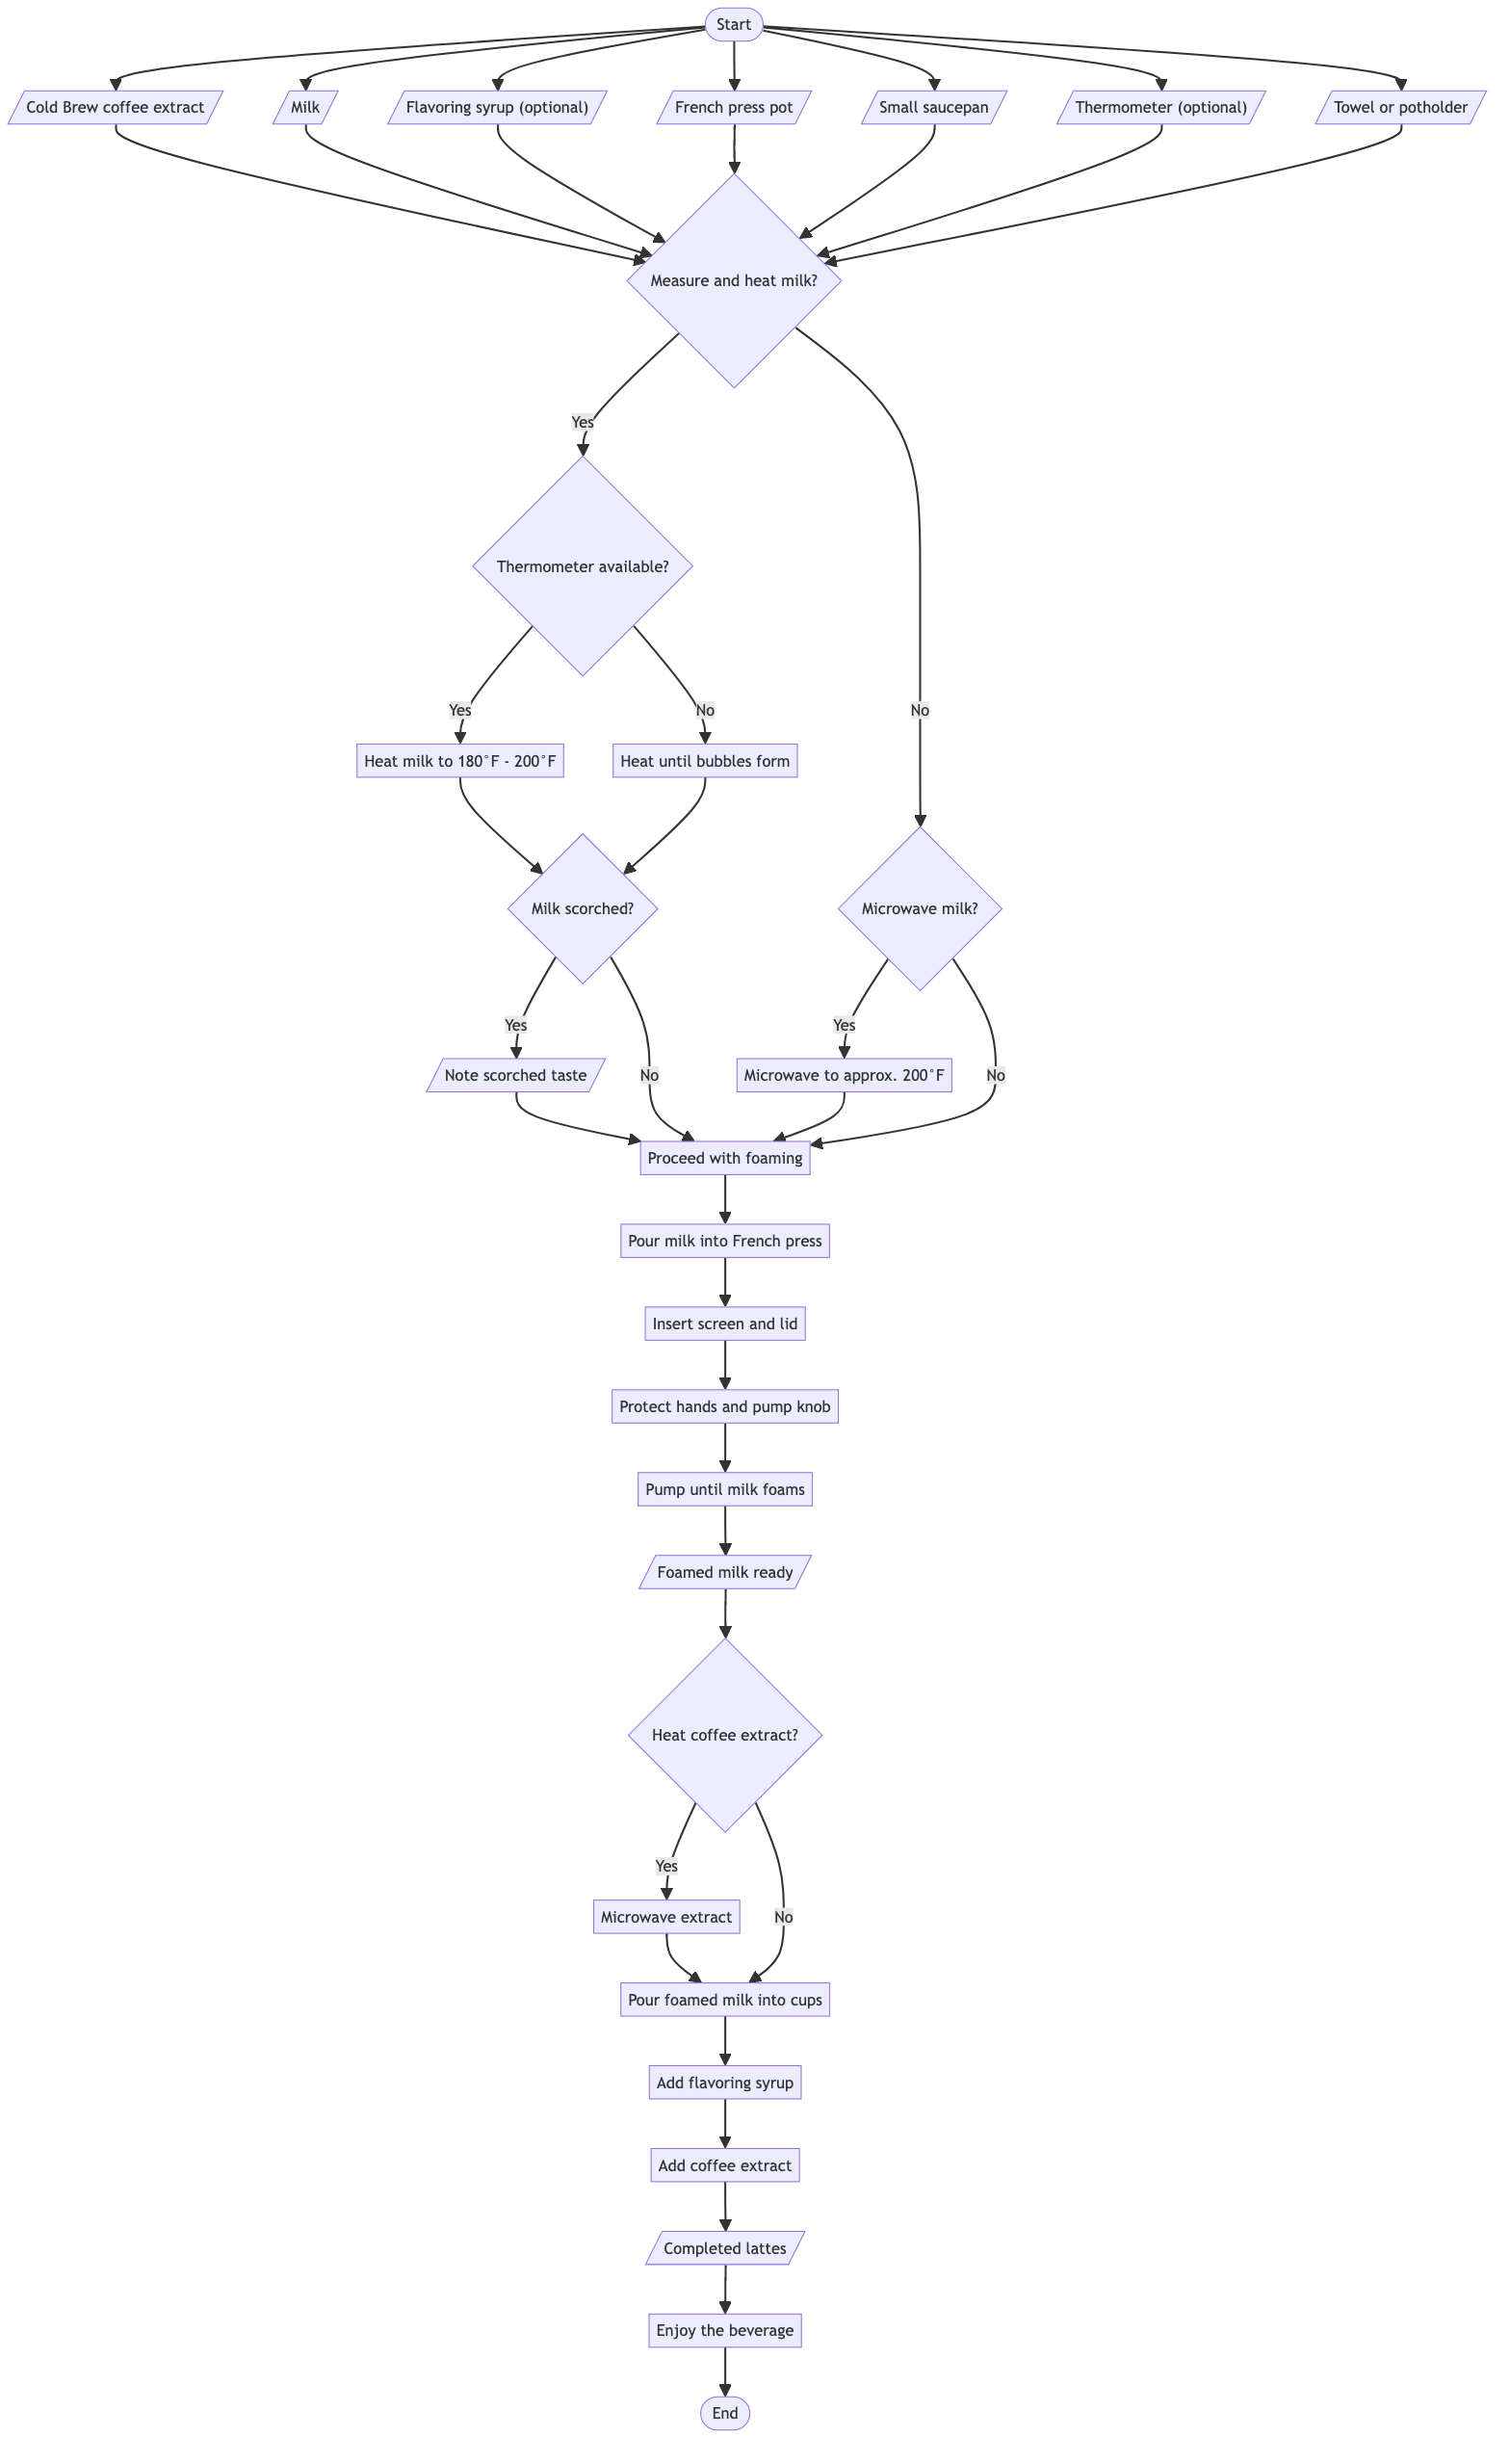 Start
Cold Brew coffee extract
Milk
Flavoring syrup (optional)
French press pot
Small saucepan
Thermometer (optional)
Towel or potholder
Measure and heat milk?
Yes
Thermometer available?
Yes
No
No
Heat milk to 180°F - 200°F
Heat until bubbles form
Milk scorched?
Microwave milk?
Yes
Yes
Note scorched taste
No
Microwave to approx. 200°F
No
Proceed with foaming
Pour milk into French press
Insert screen and lid
Protect hands and pump knob
Pump until milk foams
Foamed milk ready
Heat coffee extract?
Yes
Microwave extract
No
Pour foamed milk into cups
Add flavoring syrup
Add coffee extract
Completed lattes
Enjoy the beverage
End